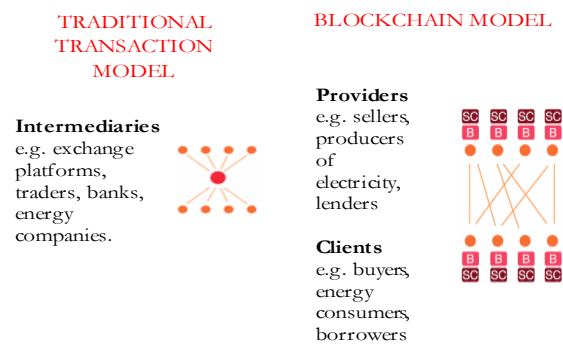 TRADITIONAL
TRANSACTION
MODEL
Intermediaries
e.g. exchange
platforms,
traders, banks,
energy
companies.
BLOCKCHAIN MODEL
Providers
e.g. sellers,
producers
of
electricity,
lenders
SC SC SC SC
B B B B
Clients
e.g. buyers,
energy
consumers,
borrowers
B B B B
SC SC SC SC